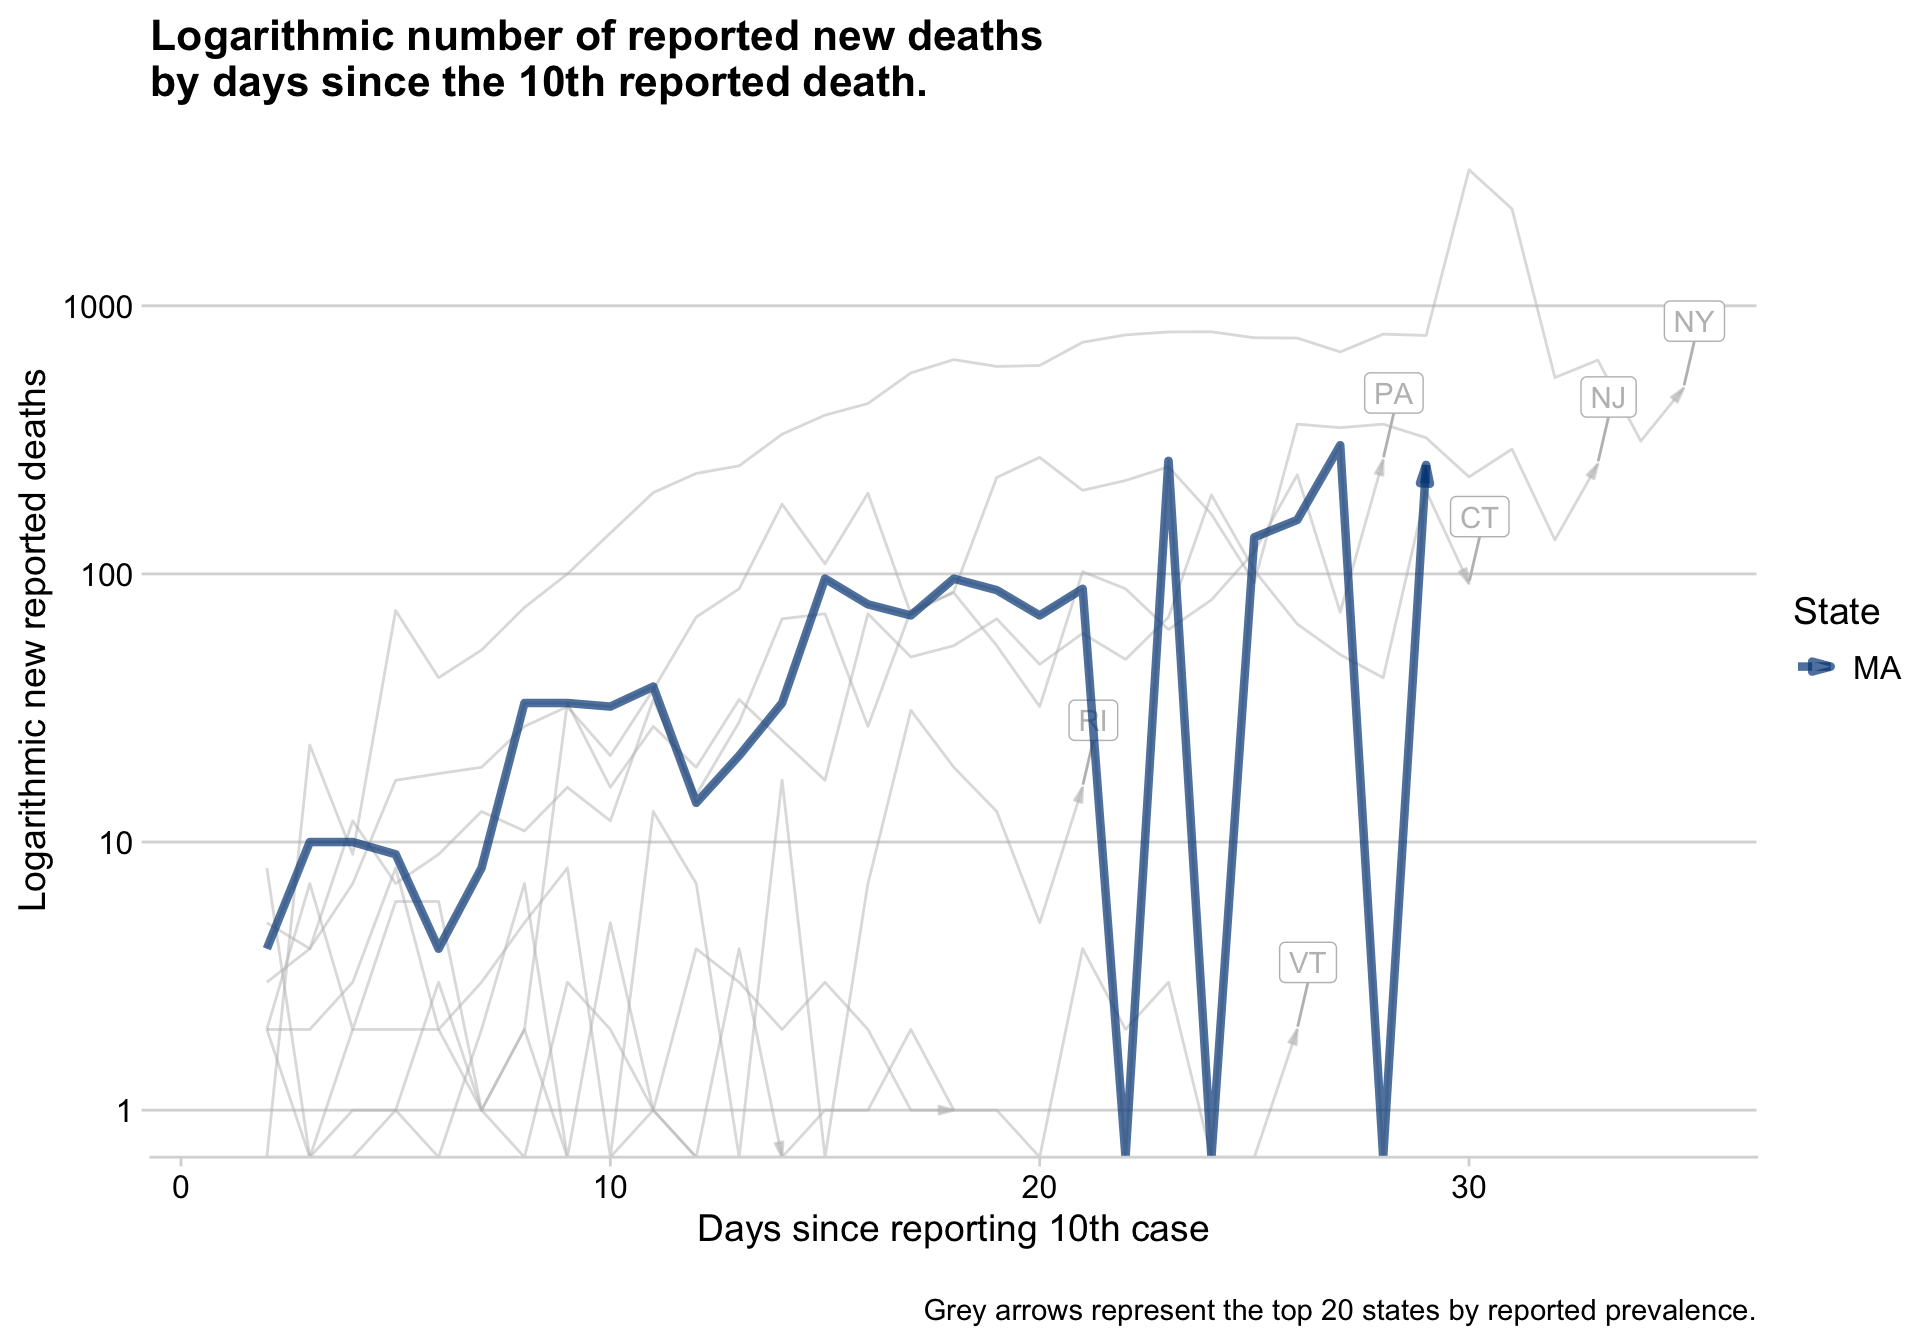 Logarithmic number of reported new deaths
by days since the 10th reported death.
Logarithmic new reported deaths
1000
100
10
1
NY
PA
NJ
CT
RI
VT
State
MA
0
10
20
30
Days since reporting 10th case
Grey arrows represent the top 20 states by reported prevalence.